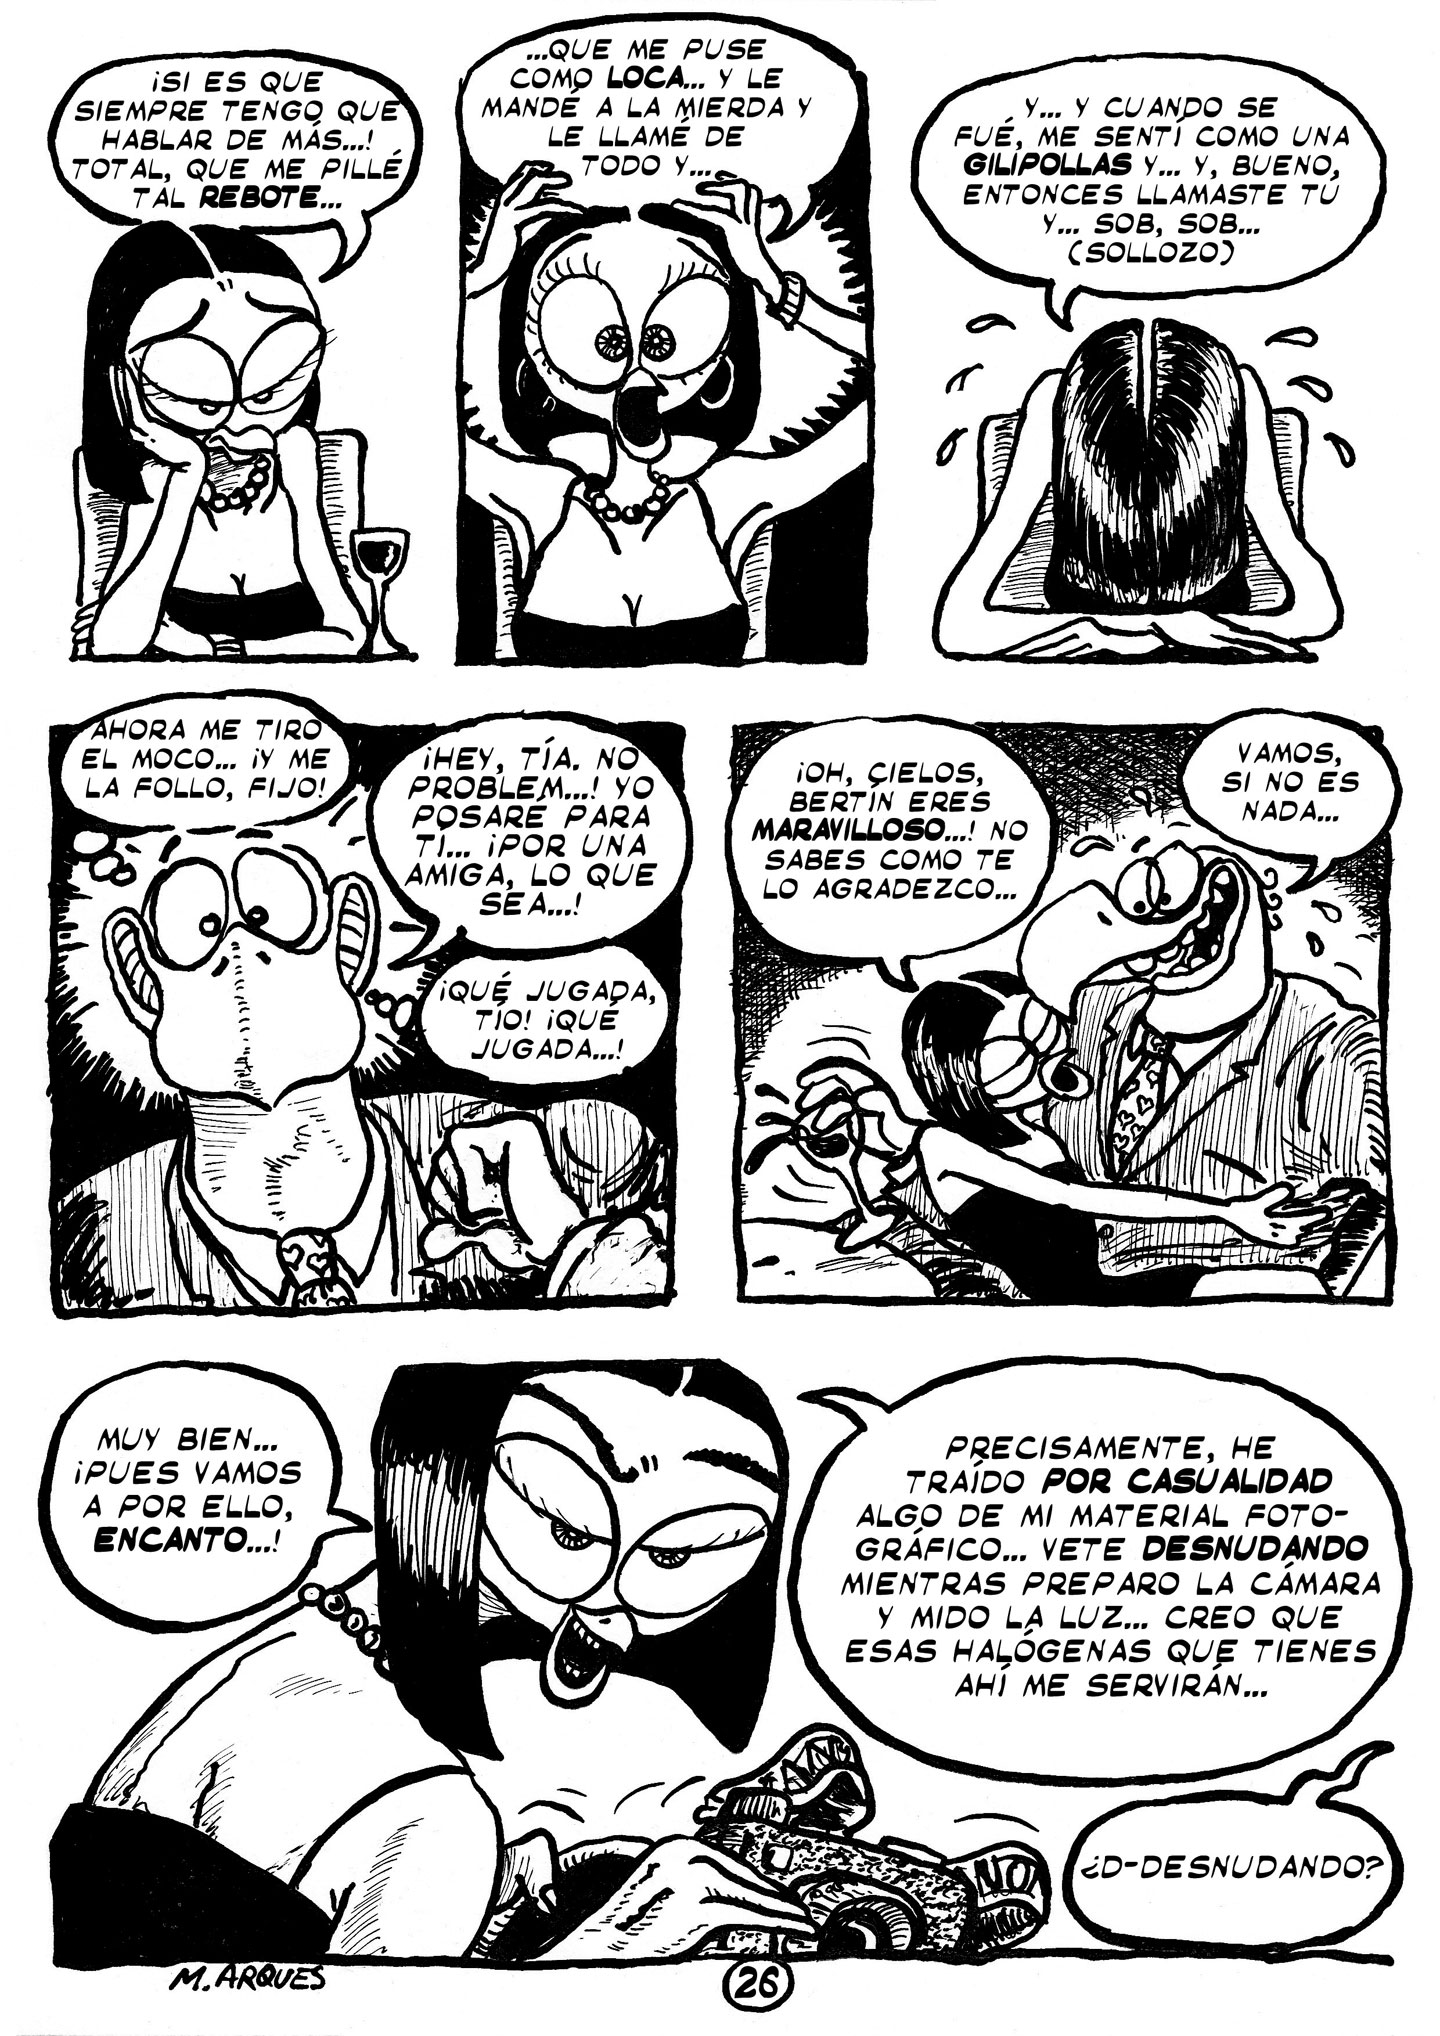 ¡SI ES QUE
SIEMPRE TENGO QUE
HABLAR DE MÁS...!
TOTAL, QUE ME PILLÉ
TAL REBOTE...
...QUE ME PUSE
COMO LOCA... Y LE
MANDÉ A LA MIERDA Y
LE LLAMÉ DE
TODO Y...
Y... Y CUANDO SE
FUÉ, ME SENTÍ COMO UNA
GILIPOLLAS Y... Y, BUENO,
ENTONCES LLAMASTE TÚ
Y... SOB, SOB...
(SOLLOZO)
AHORA ME TIRO
EL MOCO... ¡Y ME
LA FOLLO, FIJO!
¡HEY, TÍA. NO
PROBLEM...! YO
POSARÉ PARA
TÍ... ¡POR UNA
AMIGA, LO QUE
SEA...!
¡QUÉ JUGADA,
TÍO! ¡QUÉ
JUGADA...!
¡OH, CIELOS,
BERTÍN ERES
MARAVILLOSO...! NO
SABES COMO TE
LO AGRADEZCO...
VAMOS,
SI NO ES
NADA...
MUY BIEN...
¡PUES VAMOS
A POR ELLO,
ENCANTO...!
PRECISAMENTE, HE
TRAÍDO POR CASUALIDAD
ALGO DE MI MATERIAL FOTO-
GRÁFICO... VETE DESNUDANDO
MIENTRAS PREPARO LA CÁMARA
Y MIDO LA LUZ... CREO QUE
ESAS HALÓGENAS QUE TIENES
AHÍ ME SERVIRÁN...
¿D-DESNUDANDO?
M. ARQUES
26